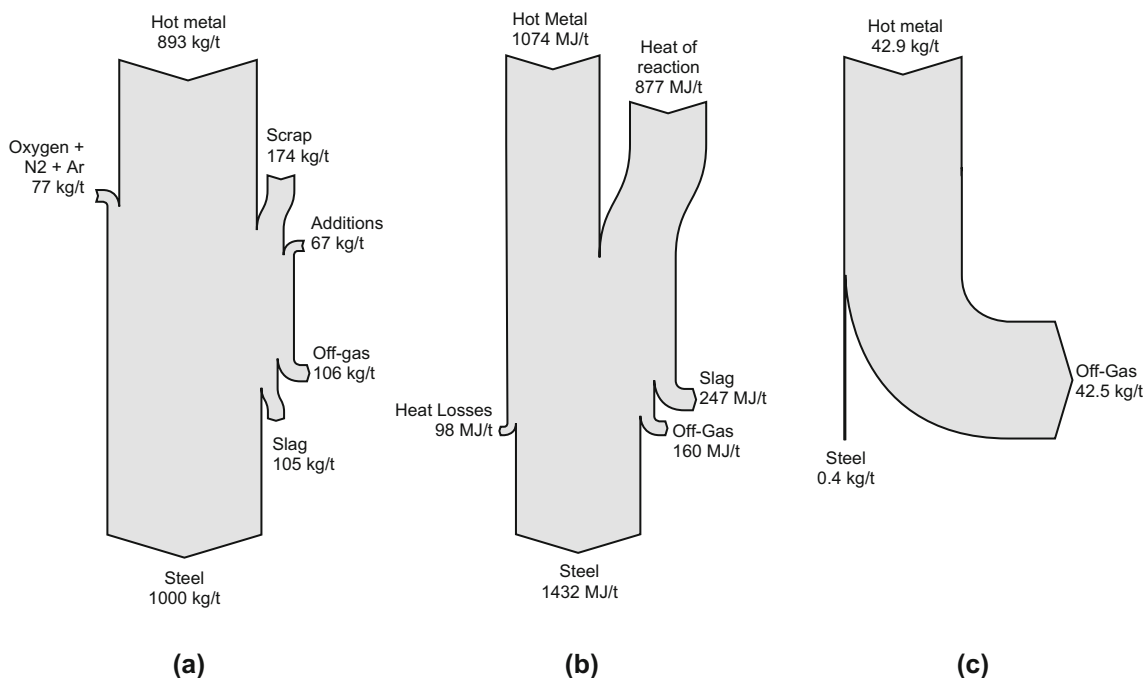 Hot metal
893 kg/t
Oxygen +
N2 + Ar
77 kg/t
Scrap
174 kg/t
Additions
67 kg/t
Off-gas
106 kg/t
Slag
105 kg/t
Steel
1000 kg/t
(a)
Hot Metal
1074 MJ/t
Heat of
reaction
877 MJ/t
Slag
247 MJ/t
Heat Losses
98 MJ/t
Off-Gas
160 MJ/t
Steel
1432 MJ/t
(b)
Hot metal
42.9 kg/t
Off-Gas
42.5 kg/t
Steel
0.4 kg/t
(c)